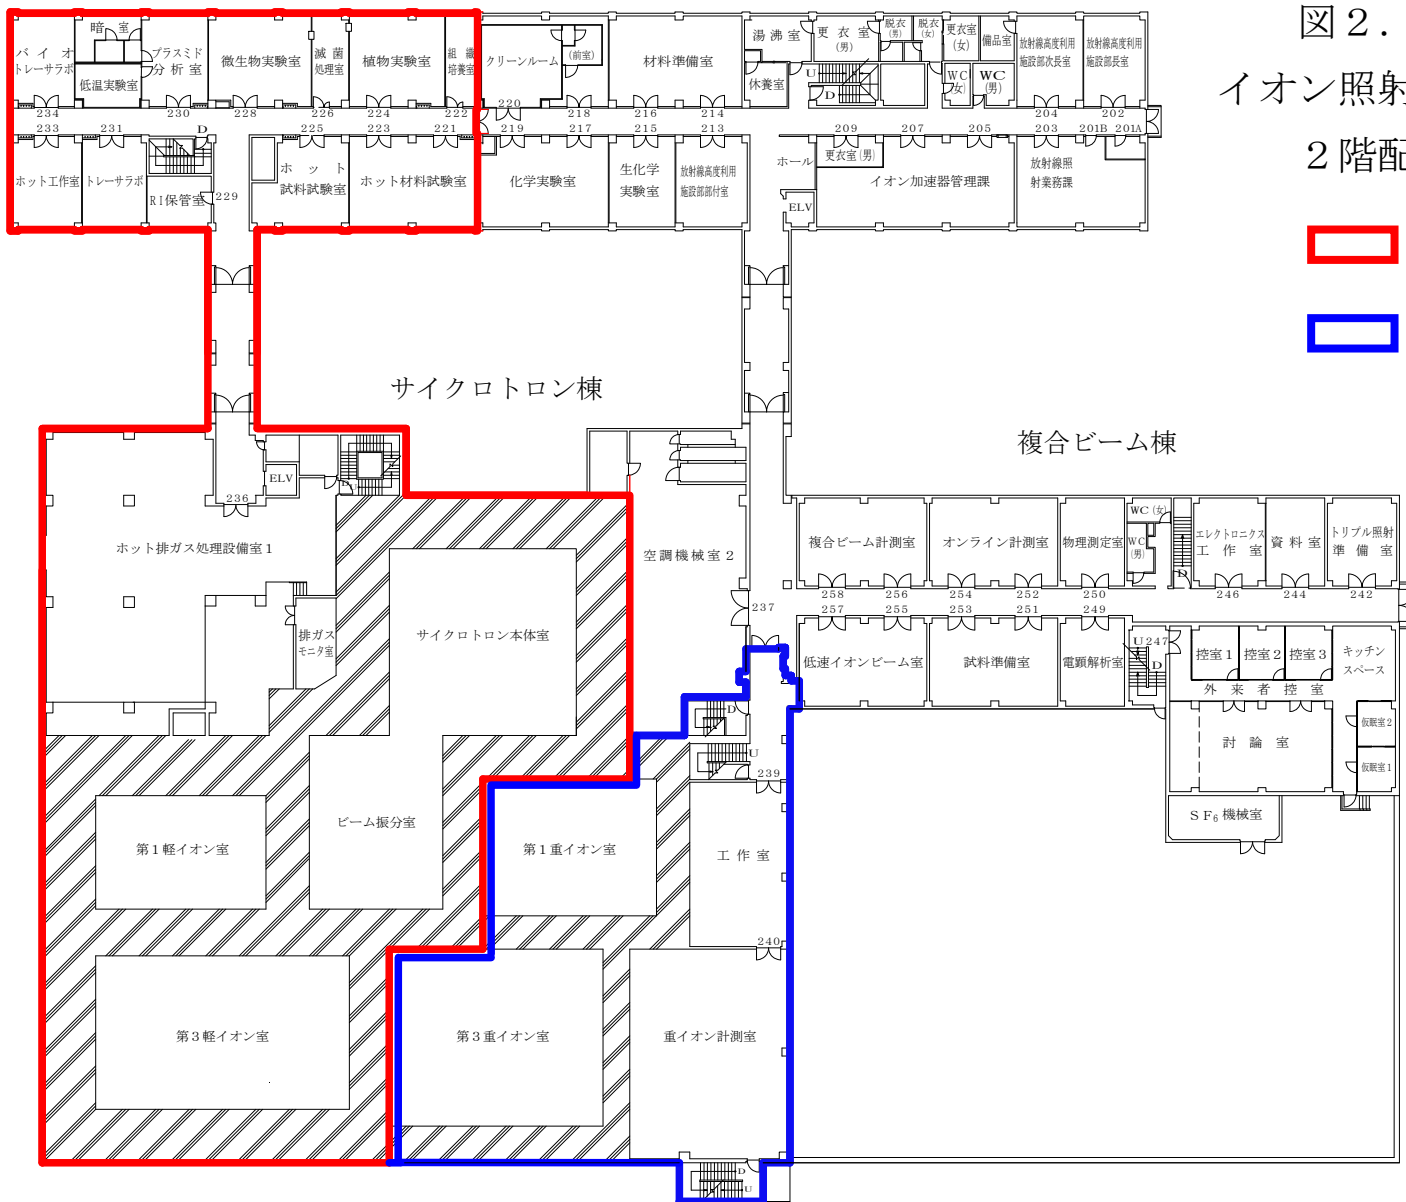 図２．
イオン照射
２階配
暗 室
バ イ オ
トレーサラボ
低温実験室
プラスミド
分 析 室
微生物実験室
滅 菌
処理室
植物実験室
組 織
培養室
クリーンルーム
(前室)
材料準備室
湯 沸 室
休養室
更 衣 室
(男)
U
D
脱衣
(男)
脱衣
(女)
更衣室
(女)
備品室
WC
(女)
WC
(男)
放射線高度利用
施設部次長室
放射線高度利用
施設部長室
234
230
228
226
224
222
220
218
216
214
204
202
233
231
D
225
223
221
219
217
215
213
209
207
205
203
201B
201A
ホット工作室
トレーサラボ
RI保管室
229
ホ ッ ト
試料試験室
ホット材料試験室
化学実験室
生化学
実験室
放射線高度利用
施設部部付室
ホール
ELV
更衣室(男)
イオン加速器管理課
放射線照
射業務課
サイクロトロン棟
複合ビーム棟
ELV
D
U
236
ホット排ガス処理設備室１
排ガス
モニタ室
サイクロトロン本体室
空調機械室２
237
複合ビーム計測室
オンライン計測室
物理測定室
WC(女)
WC
(男)
D
エレクトロニクス
工 作 室
資 料 室
トリプル照射
準 備 室
258
256
254
252
250
246
244
242
257
255
253
251
249
低速イオンビーム室
試料準備室
電顕解析室
U
247
D
控室１
控室２
控室３
キッチン
スペース
外 来 者 控 室
討 論 室
仮眠室２
仮眠室１
ＳＦ₆機械室
D
U
239
ビーム振分室
第１軽イオン室
第１重イオン室
工 作 室
240
第３軽イオン室
第３重イオン室
重イオン計測室
D
U